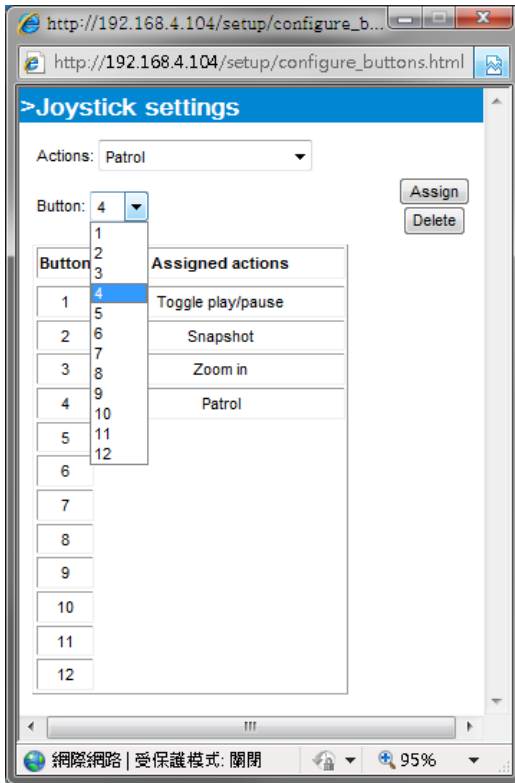 http://192.168.4.104/setup/configure_b...
http://192.168.4.104/setup/configure_buttons.html
>Joystick settings
Actions: Patrol
Button: 4
Assign
Delete
1
2
3
4
5
6
7
8
9
10
11
12
Button Assigned actions
1 Toggle play/pause
2 Snapshot
3 Zoom in
4 Patrol
5
6
7
8
9
10
11
12
網際網路 | 受保護模式: 關閉 95%